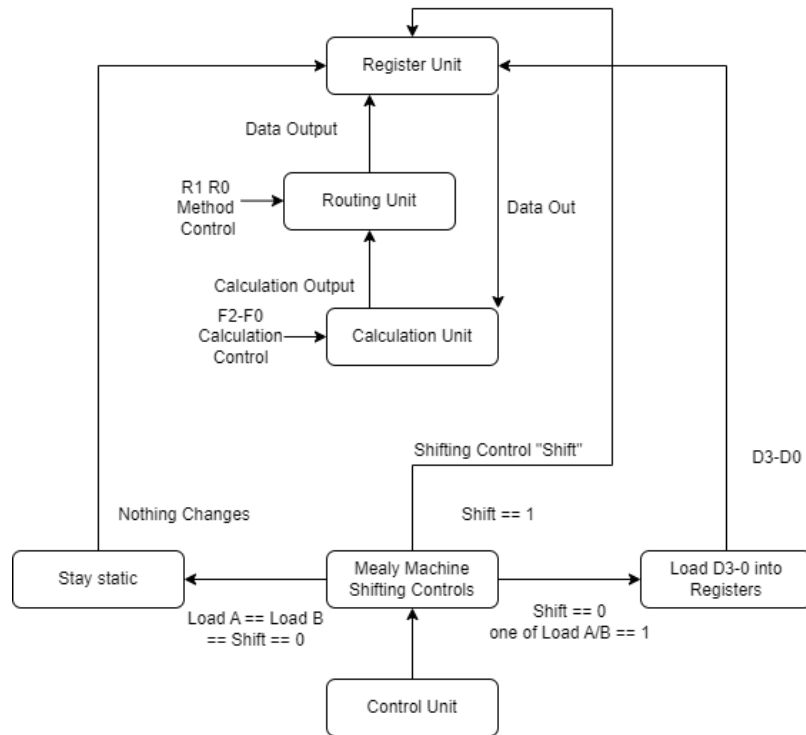 Register Unit
Data Output
R1 R0
Method
Control
Routing Unit
Data Out
Calculation Output
F2-F0
Calculation
Control
Calculation Unit
Shifting Control "Shift"
D3-D0
Nothing Changes
Shift == 1
Stay static
Mealy Machine
Shifting Controls
Load D3-0 into
Registers
Load A == Load B
== Shift == 0
Shift == 0
one of Load A/B == 1
Control Unit